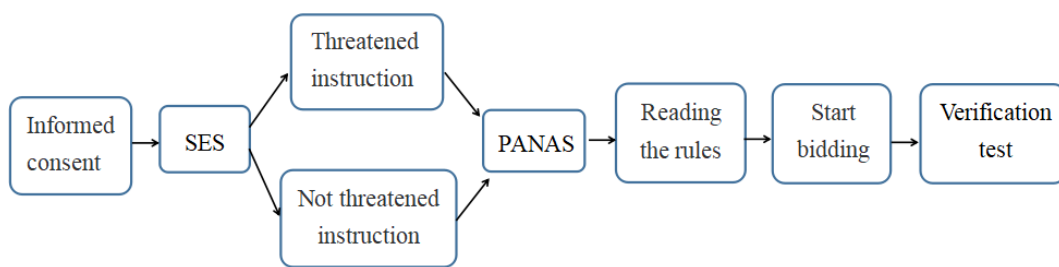 Informed
consent
SES
Threatened
instruction
Not threatened
instruction
PANAS
Reading
the rules
Start
bidding
Verification
test